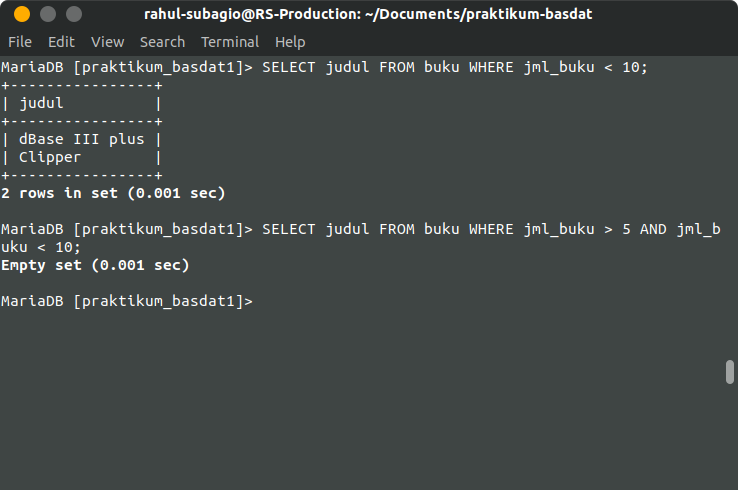 rahul-subagio@RS-Production: ~/Documents/praktikum-basdat
File Edit View Search Terminal Help
MariaDB [praktikum_basdat1]> SELECT judul FROM buku WHERE jml_buku < 10;
+----------------+
| judul          |
+----------------+
| dBase III plus |
| Clipper        |
+----------------+
2 rows in set (0.001 sec)
MariaDB [praktikum_basdat1]> SELECT judul FROM buku WHERE jml_buku > 5 AND jml_b
uku < 10;
Empty set (0.001 sec)
MariaDB [praktikum_basdat1]>